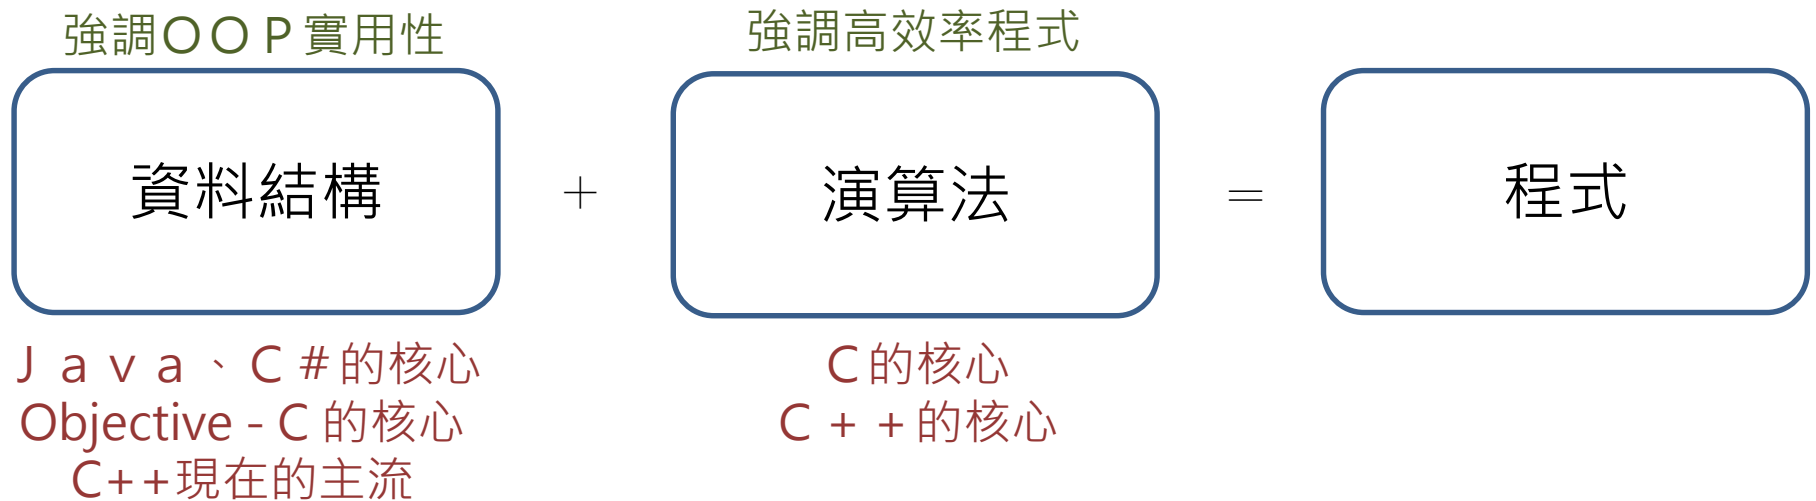 強調ＯＯＰ實用性
強調高效率程式
資料結構
+
演算法
=
程式
Ｊａｖａ、Ｃ＃的核心
Objective - C 的核心
C++現在的主流
Ｃ的核心
Ｃ＋＋的核心